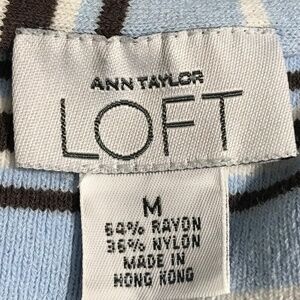 ANN TAYLOR
LOFT
M
64% RAYON
36% NYLON
MADE IN
HONG KONG